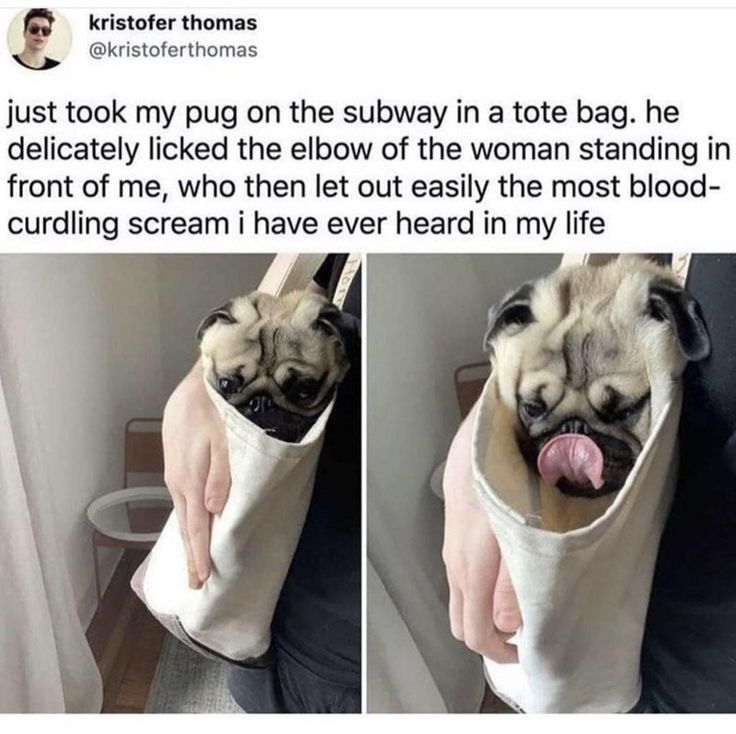 kristofer thomas
@kristoferthomas
just took my pug on the subway in a tote bag. he
delicately licked the elbow of the woman standing in
front of me, who then let out easily the most blood-
curdling scream i have ever heard in my life